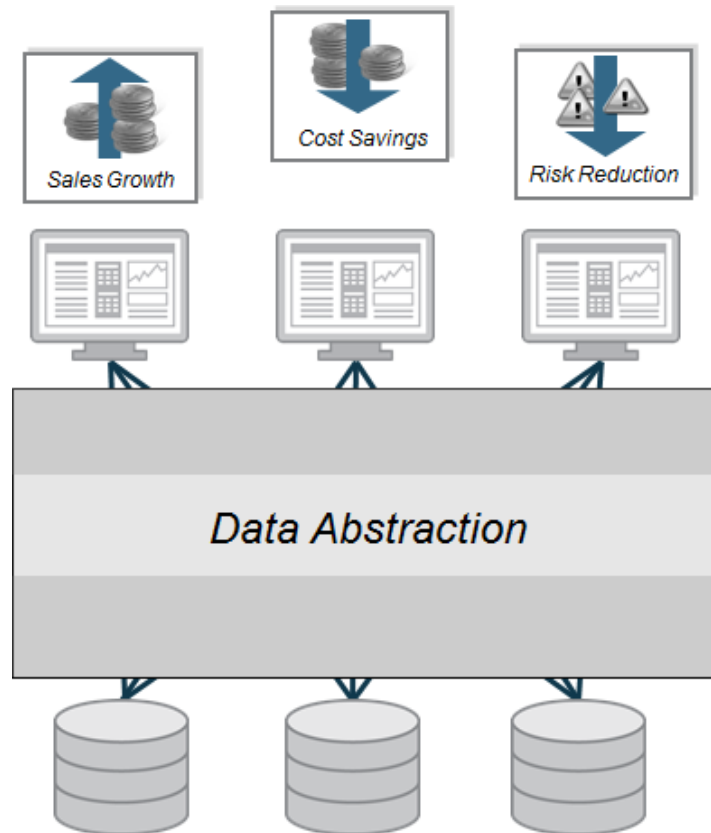 Sales Growth
Cost Savings
Risk Reduction
Data Abstraction